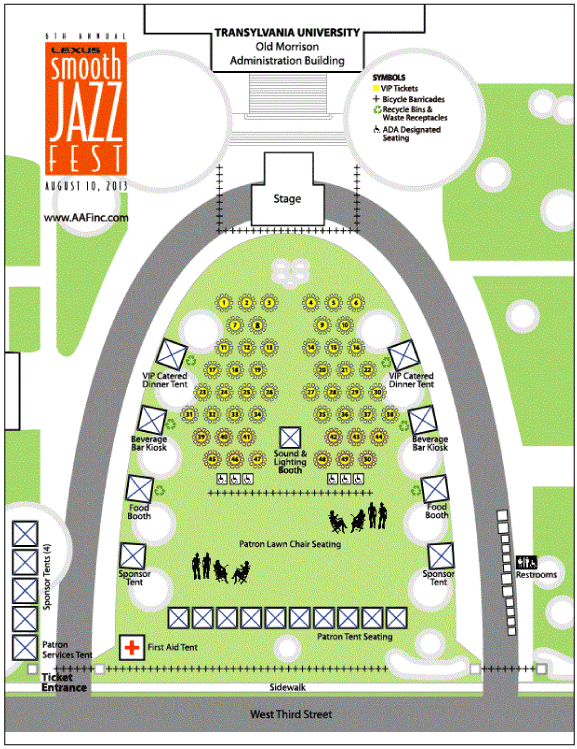 6TH ANNUAL
LEXUS
smooth
JAZZ
FEST
AUGUST 10, 2013
www.AAFinc.com
TRANSYLVANIA UNIVERSITY
Old Morrison
Administration Building
SYMBOLS
VIP Tickets
Bicycle Barricades
Recycle Bins &
Waste Receptacles
ADA Designated
Seating
Stage
1 2 3 4 5 6
7 8 9 10
11 12 13 14 15 16
17 18 19 20 21 22
23 24 25 26 27 28 29 30
31 32 33 34 35 36 37 38
39 40 41 42 43 44
45 46 47 48 49 50
VIP Catered
Dinner Tent
VIP Catered
Dinner Tent
Beverage
Bar Kiosk
Beverage
Bar Kiosk
Sound &
Lighting
Booth
Food
Booth
Food
Booth
Patron Lawn Chair Seating
Sponsor
Tent
Sponsor
Tent
Restrooms
Sponsor Tents (4)
Patron Tent Seating
Patron
Services Tent
First Aid Tent
Ticket
Entrance
Sidewalk
West Third Street